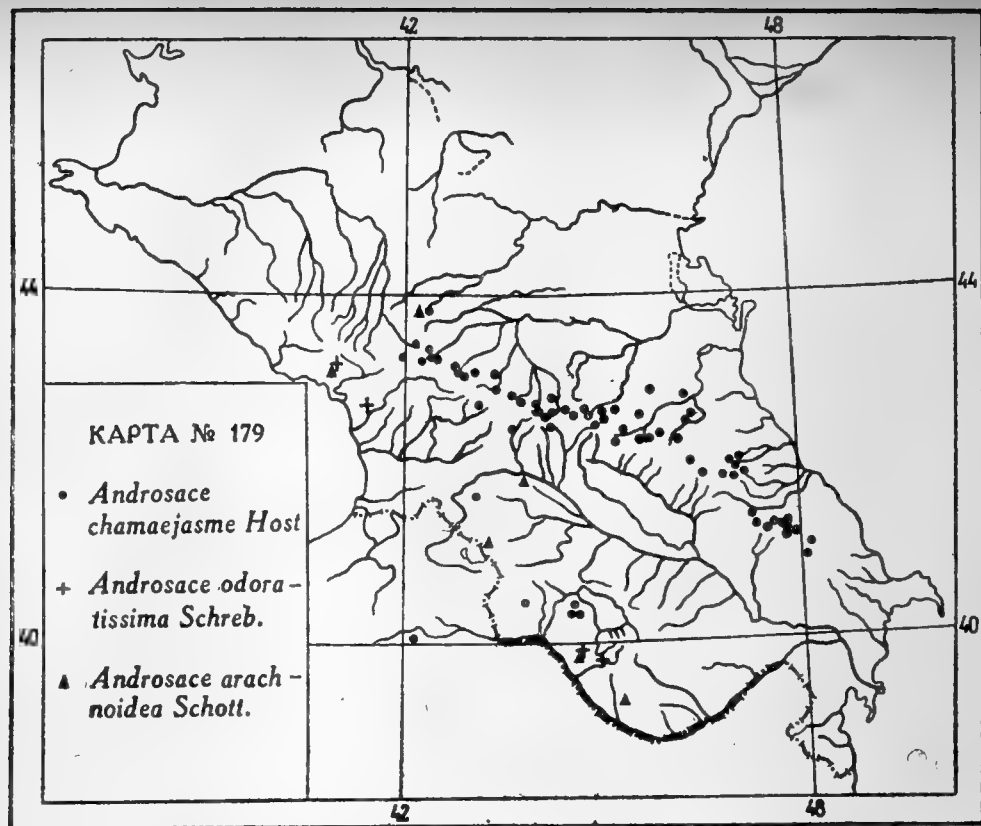 42 48
44 44
КАРТА № 179
• Androsace
chamaejasme Host
+ Androsace odora-
tissima Schreb.
▲ Androsace arach-
noidea Schott.
40 40
42 48